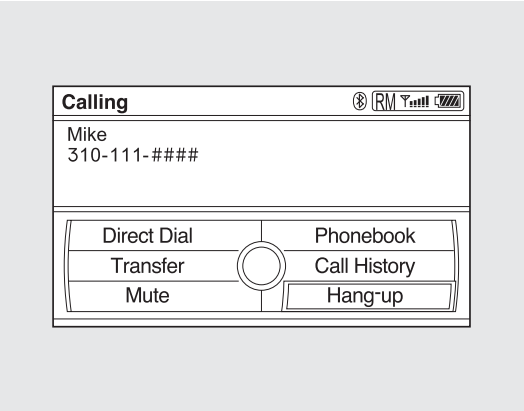 Calling RM
Mike
310-111-####
Direct Dial Phonebook
Transfer Call History
Mute Hang-up